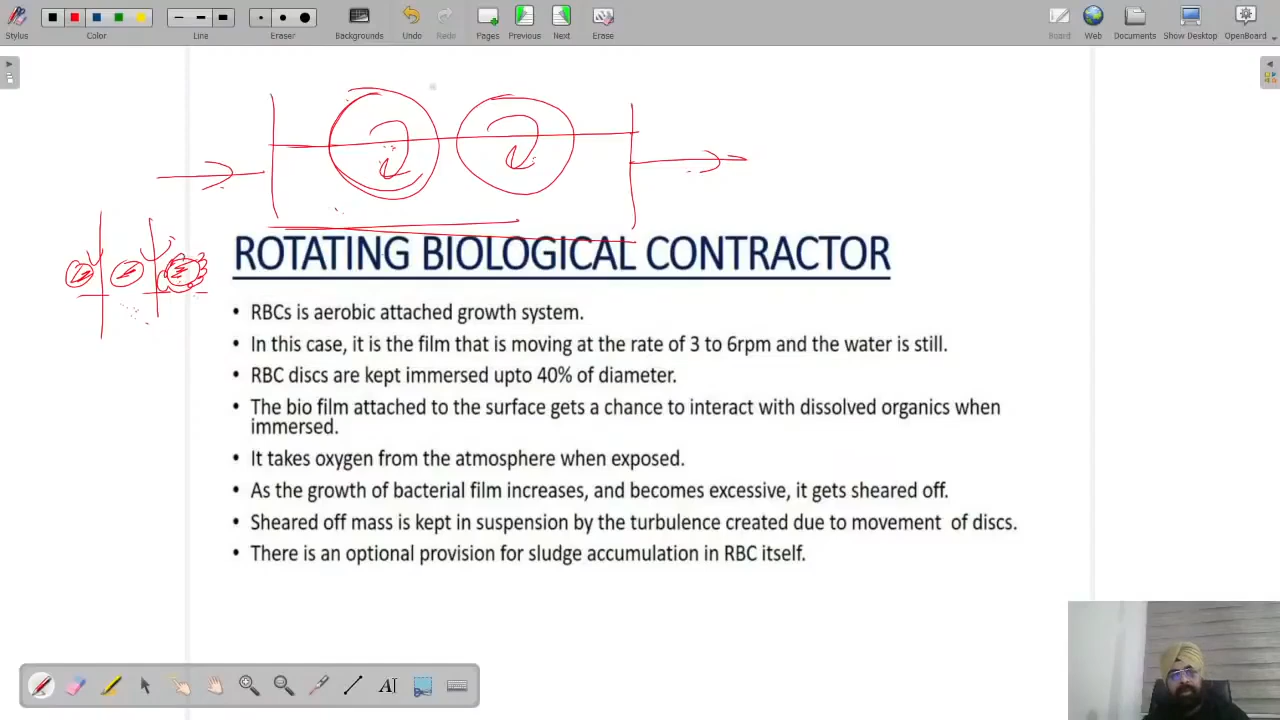 Stylus
Color
Line
Eraser
Backgrounds
Undo
Redo
Pages
Previous
Next
Erase
Board
Web
Documents
Show Desktop
OpenBoard
ROTATING BIOLOGICAL CONTRACTOR
• RBCs is aerobic attached growth system.
• In this case, it is the film that is moving at the rate of 3 to 6rpm and the water is still.
• RBC discs are kept immersed upto 40% of diameter.
• The bio film attached to the surface gets a chance to interact with dissolved organics when
immersed.
• It takes oxygen from the atmosphere when exposed.
• As the growth of bacterial film increases, and becomes excessive, it gets sheared off.
• Sheared off mass is kept in suspension by the turbulence created due to movement of discs.
• There is an optional provision for sludge accumulation in RBC itself.